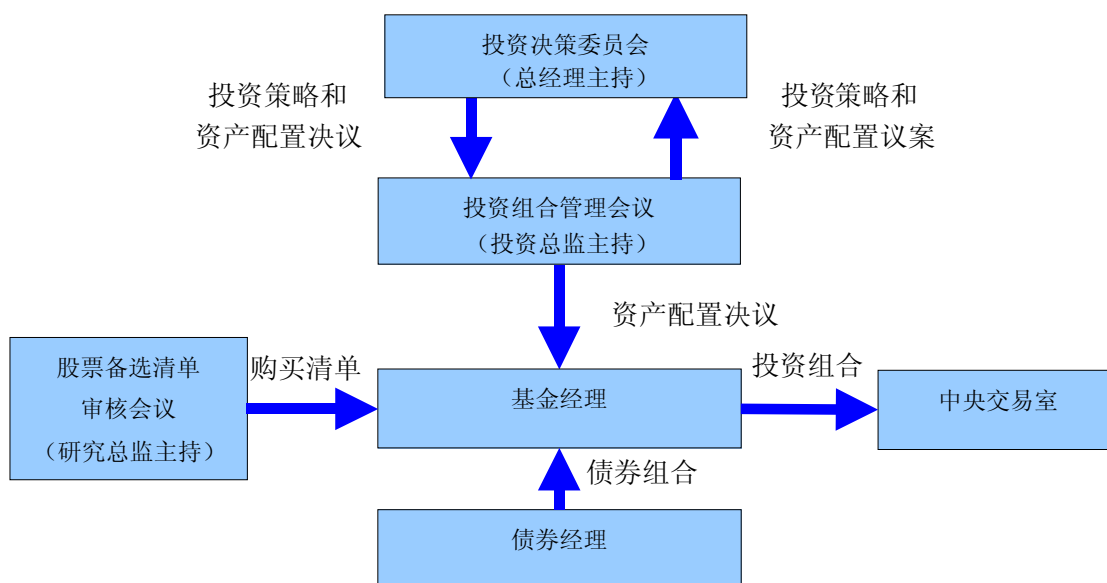 投资决策委员会
（总经理主持）
投资策略和
资产配置决议
投资策略和
资产配置议案
投资组合管理会议
（投资总监主持）
资产配置决议
股票备选清单
审核会议
（研究总监主持）
购买清单
基金经理
投资组合
中央交易室
债券组合
债券经理